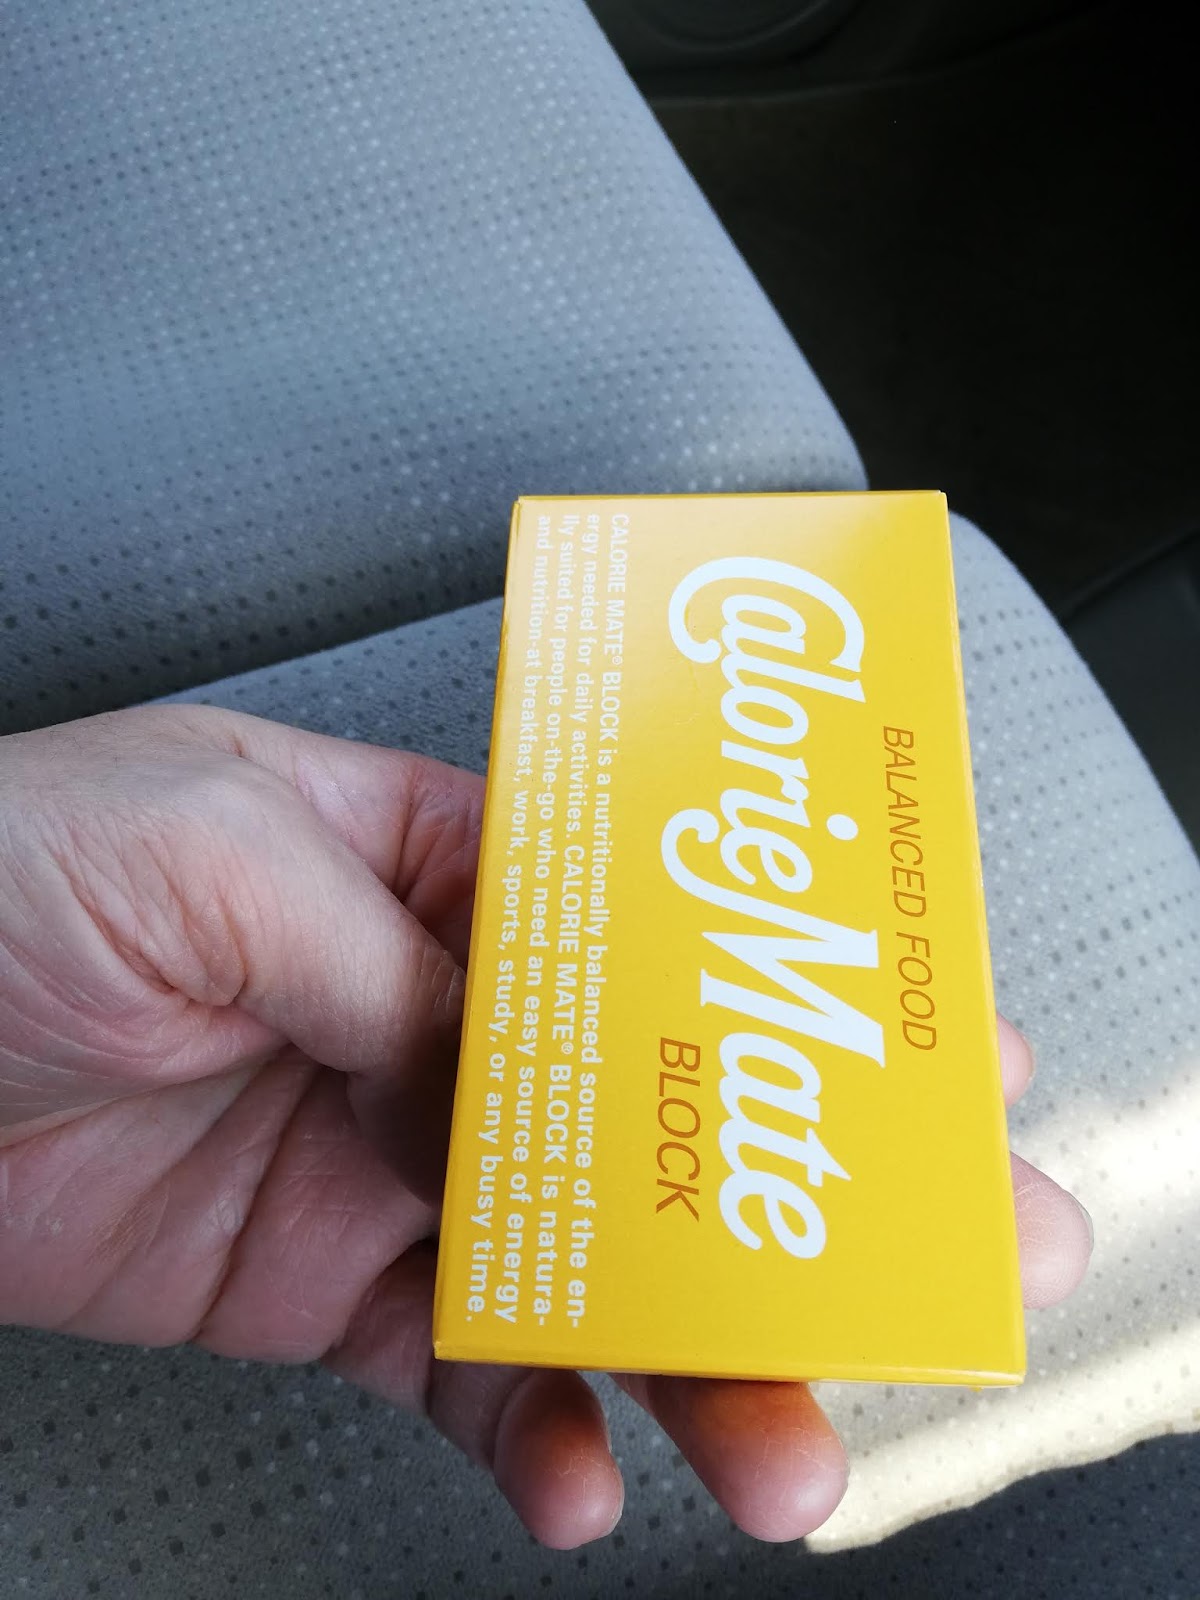 BALANCED FOOD
CalorieMate
BLOCK
CALORIE MATE® BLOCK is a nutritionally balanced source of the en-
ergy needed for daily activities. CALORIE MATE® BLOCK is natura-
lly suited for people on-the-go who need an easy source of energy
and nutrition-at breakfast, work, sports, study, or any busy time.